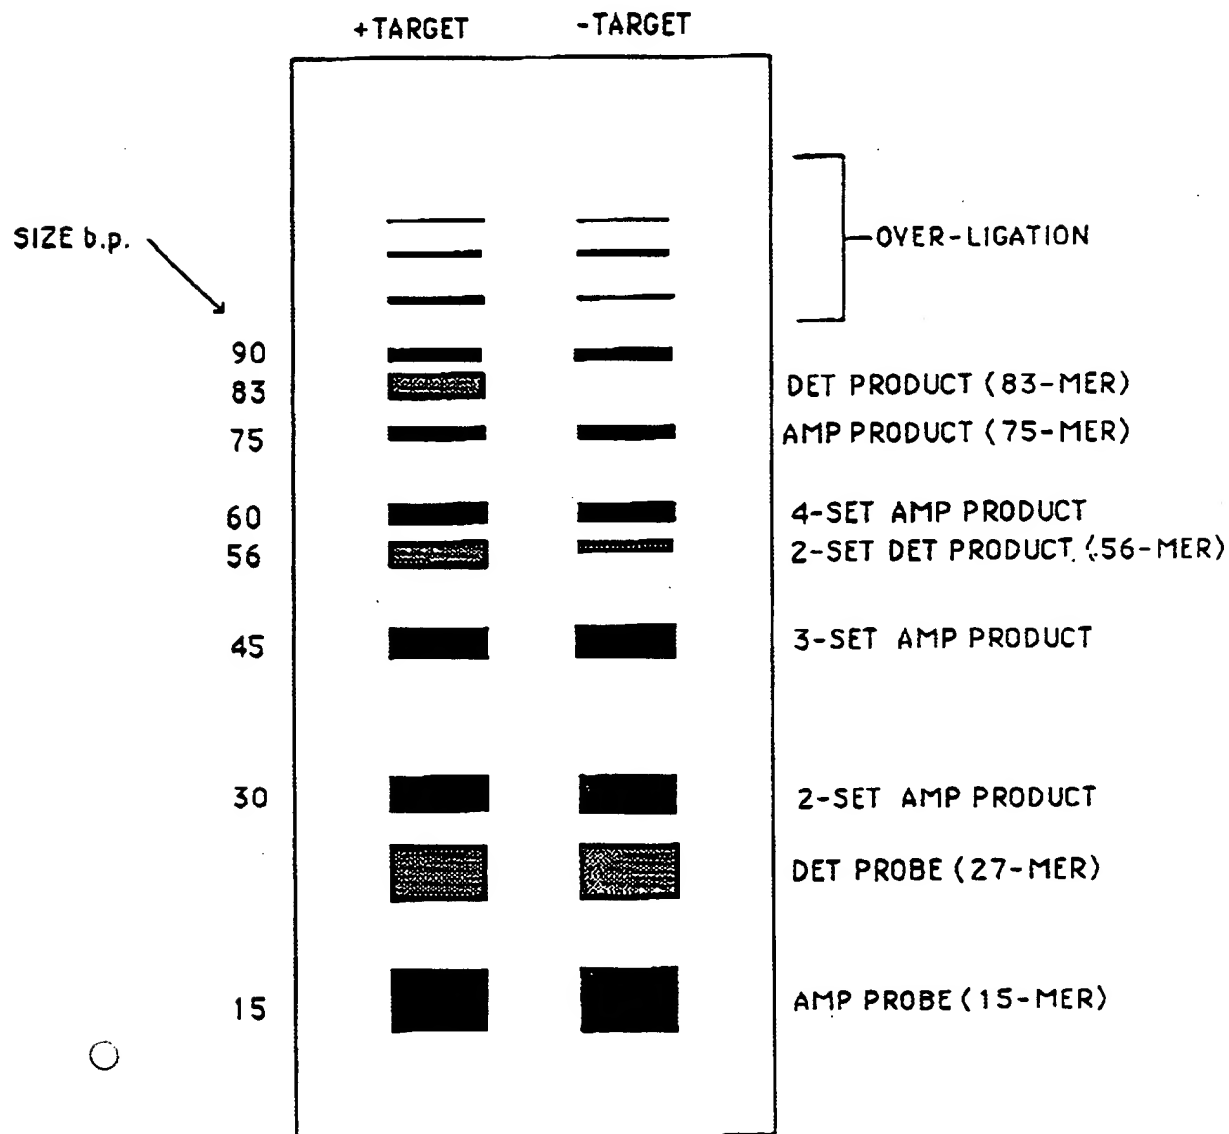 +TARGET -TARGET
SIZE b.p.
OVER-LIGATION
90
83 DET PRODUCT (83-MER)
75 AMP PRODUCT (75-MER)
60 4-SET AMP PRODUCT
56 2-SET DET PRODUCT (56-MER)
45 3-SET AMP PRODUCT
30 2-SET AMP PRODUCT
DET PROBE (27-MER)
15 AMP PROBE (15-MER)